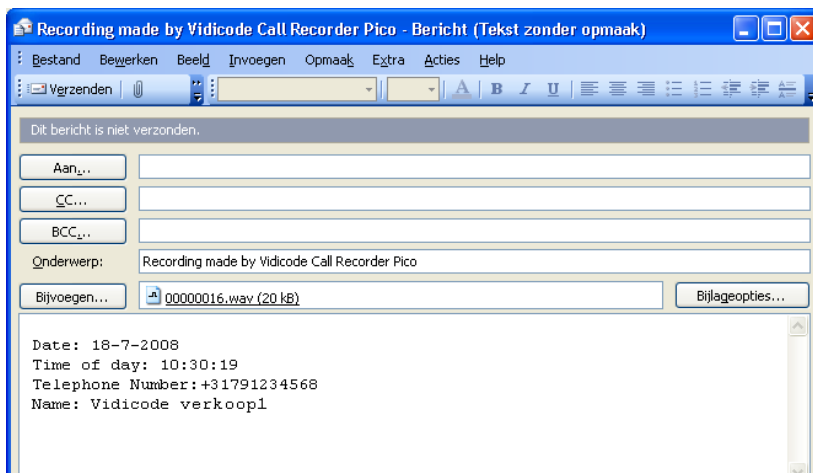 Recording made by Vidicode Call Recorder Pico - Bericht (Tekst zonder opmaak)
Bestand Bewerken Beeld Invoegen Opmaak Extra Acties Help
Verzenden A B I U
Dit bericht is niet verzonden.
Aan...
CC...
BCC...
Onderwerp: Recording made by Vidicode Call Recorder Pico
Bijvoegen... 00000016.wav (20 kB) Bijlageopties...
Date: 18-7-2008
Time of day: 10:30:19
Telephone Number:+31791234568
Name: Vidicode verkoop1